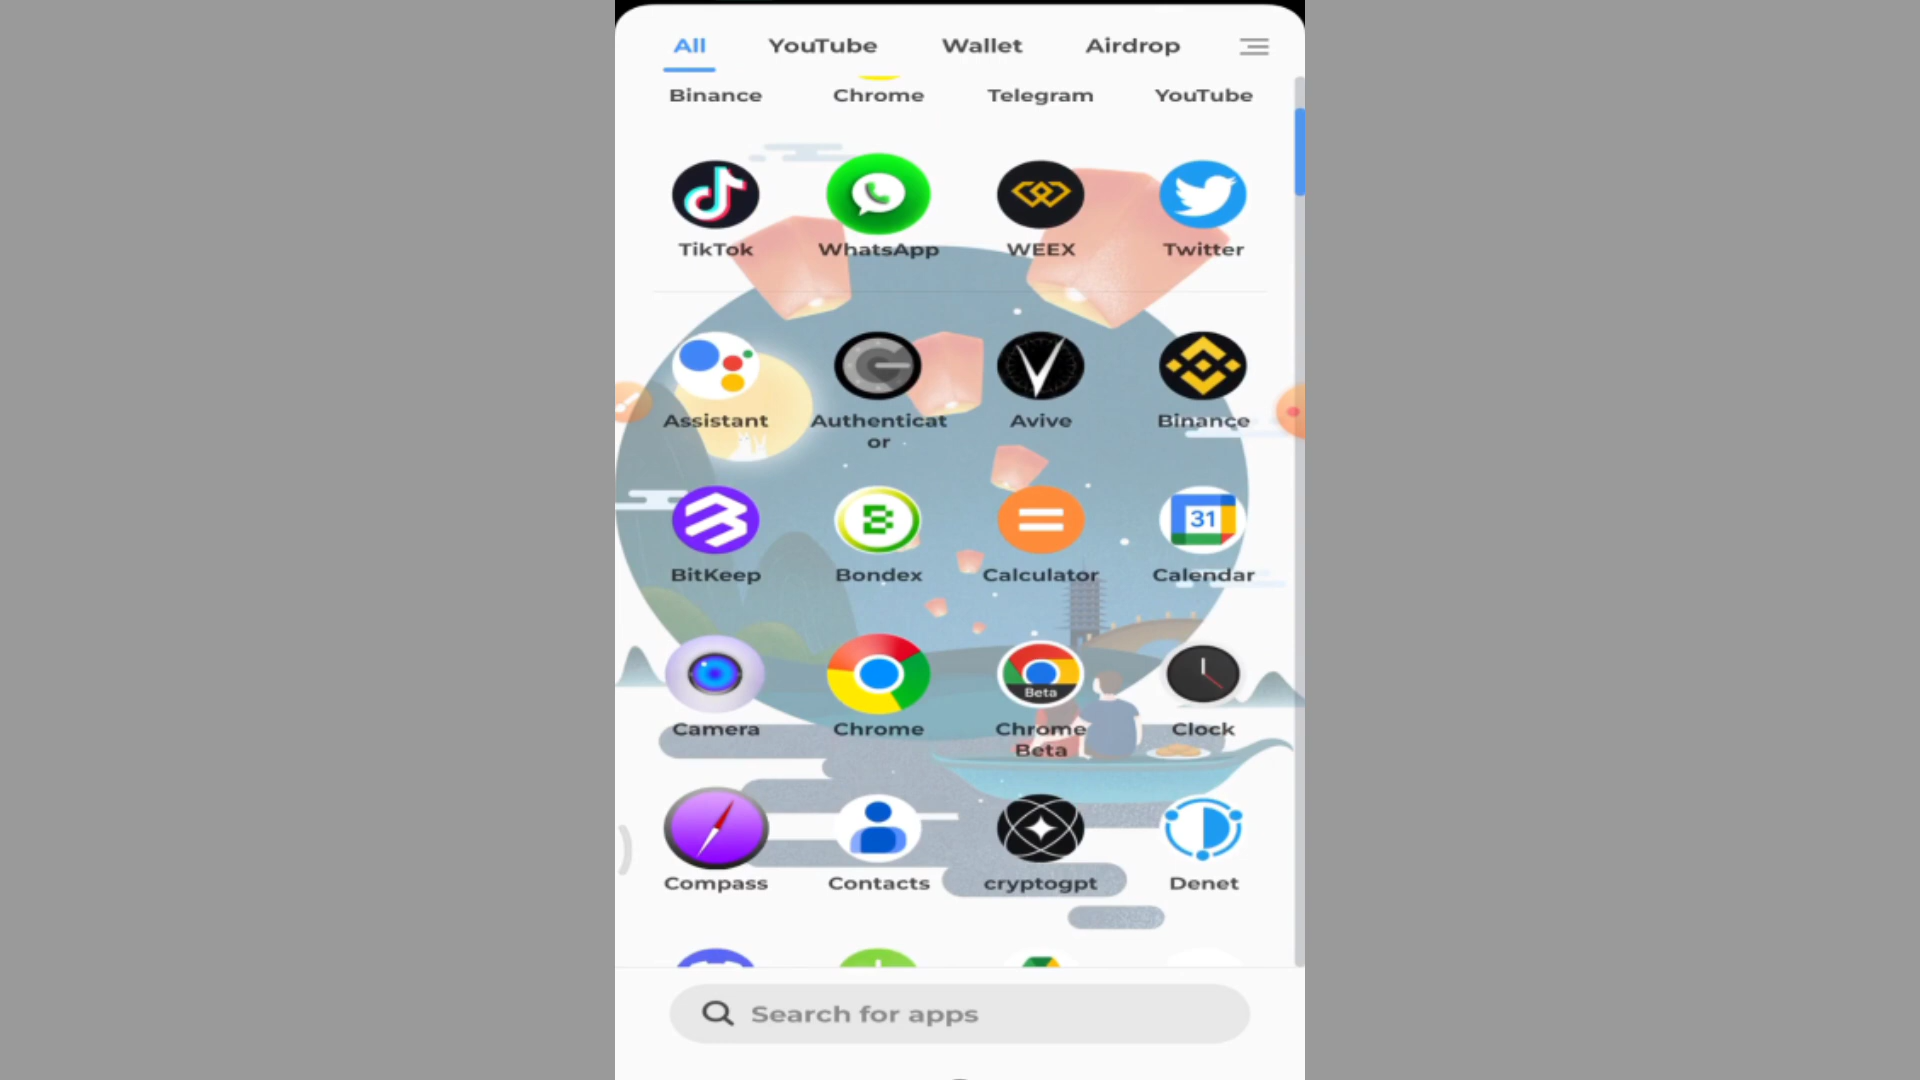 All YouTube Wallet Airdrop
Binance Chrome Telegram YouTube
TikTok WhatsApp WEEX Twitter
Assistant Authenticat Avive Binance
or
31
BitKeep Bondex Calculator Calendar
Beta
Camera Chrome Chrome Clock
Beta
Compass Contacts cryptogpt Denet
Search for apps